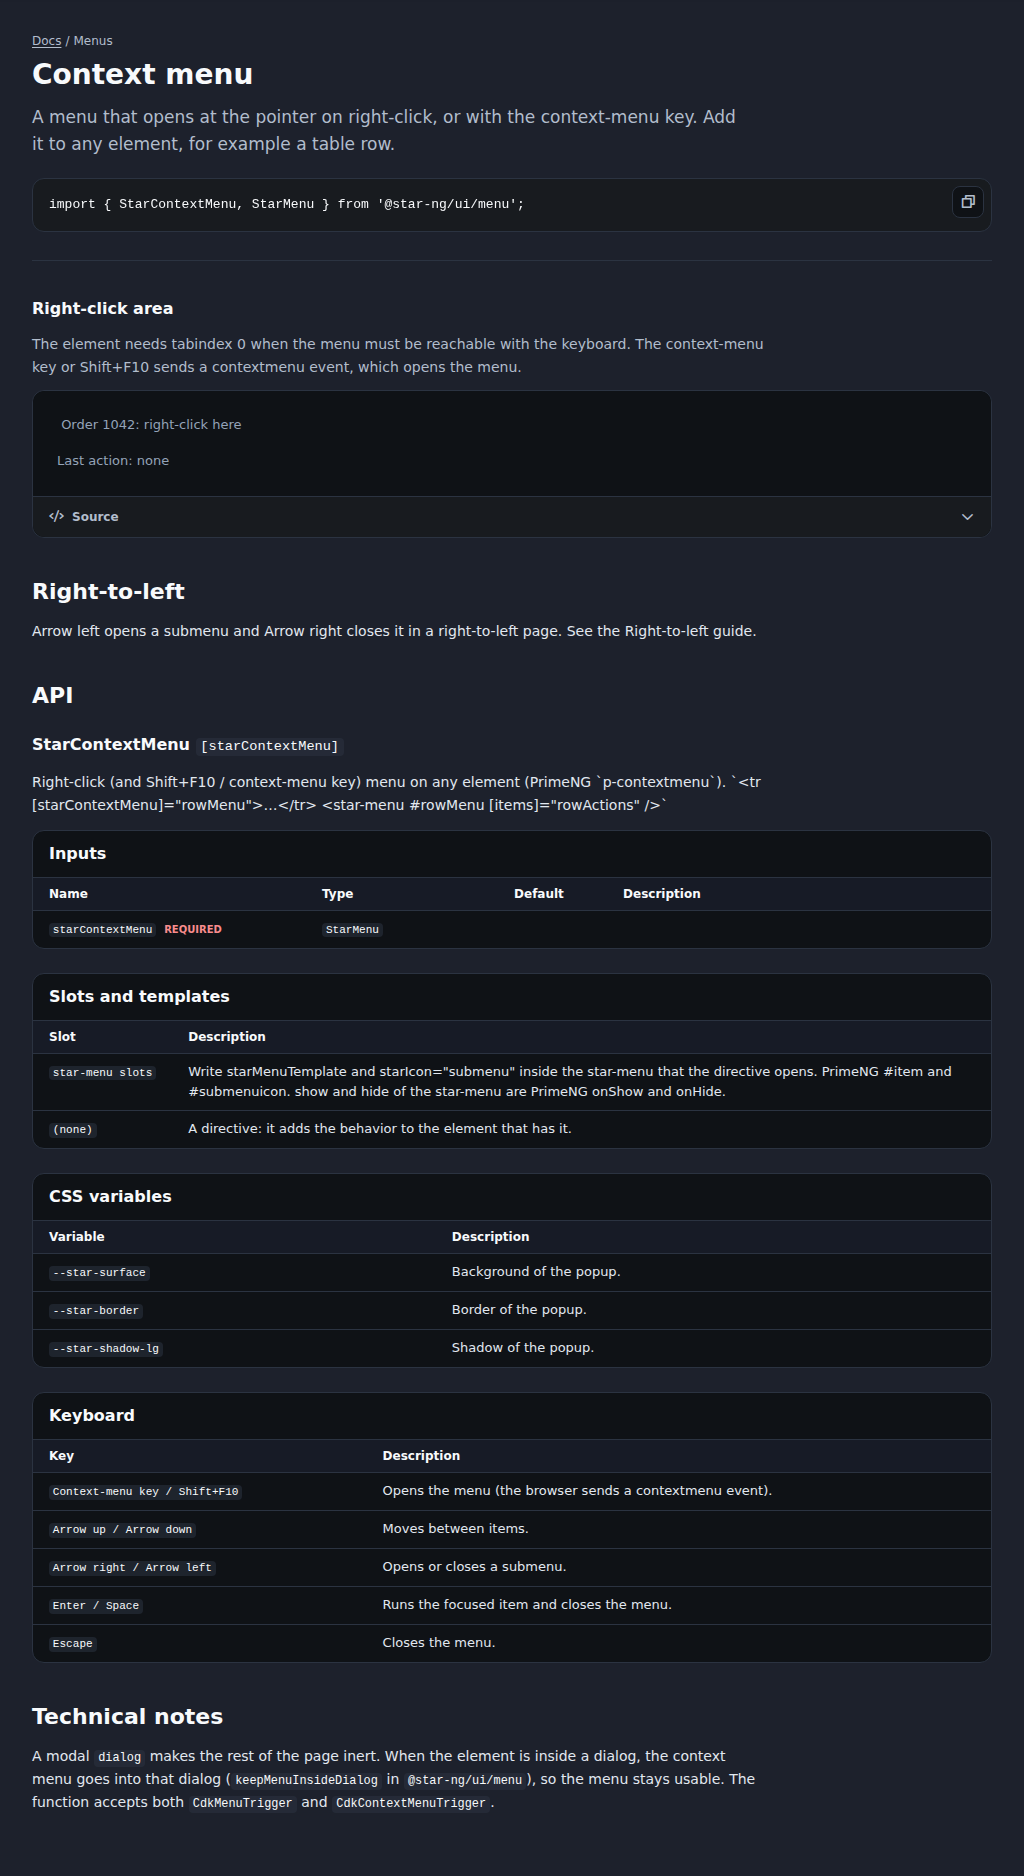 Docs / Menus
Context menu
A menu that opens at the pointer on right-click, or with the context-menu key. Add
it to any element, for example a table row.
import { StarContextMenu, StarMenu } from '@star-ng/ui/menu';
Right-click area
The element needs tabindex 0 when the menu must be reachable with the keyboard. The context-menu
key or Shift+F10 sends a contextmenu event, which opens the menu.
Order 1042: right-click here
Last action: none
Source
Right-to-left
Arrow left opens a submenu and Arrow right closes it in a right-to-left page. See the Right-to-left guide.
API
StarContextMenu [starContextMenu]
Right-click (and Shift+F10 / context-menu key) menu on any element (PrimeNG `p-contextmenu`). `<tr
[starContextMenu]="rowMenu">…</tr> <star-menu #rowMenu [items]="rowActions" />`
Inputs
Name Type Default Description
starContextMenu REQUIRED StarMenu
Slots and templates
Slot Description
star-menu slots Write starMenuTemplate and starIcon="submenu" inside the star-menu that the directive opens. PrimeNG #item and
#submenuicon. show and hide of the star-menu are PrimeNG onShow and onHide.
(none) A directive: it adds the behavior to the element that has it.
CSS variables
Variable Description
--star-surface Background of the popup.
--star-border Border of the popup.
--star-shadow-lg Shadow of the popup.
Keyboard
Key Description
Context-menu key / Shift+F10 Opens the menu (the browser sends a contextmenu event).
Arrow up / Arrow down Moves between items.
Arrow right / Arrow left Opens or closes a submenu.
Enter / Space Runs the focused item and closes the menu.
Escape Closes the menu.
Technical notes
A modal dialog makes the rest of the page inert. When the element is inside a dialog, the context
menu goes into that dialog (keepMenuInsideDialog in @star-ng/ui/menu), so the menu stays usable. The
function accepts both CdkMenuTrigger and CdkContextMenuTrigger.